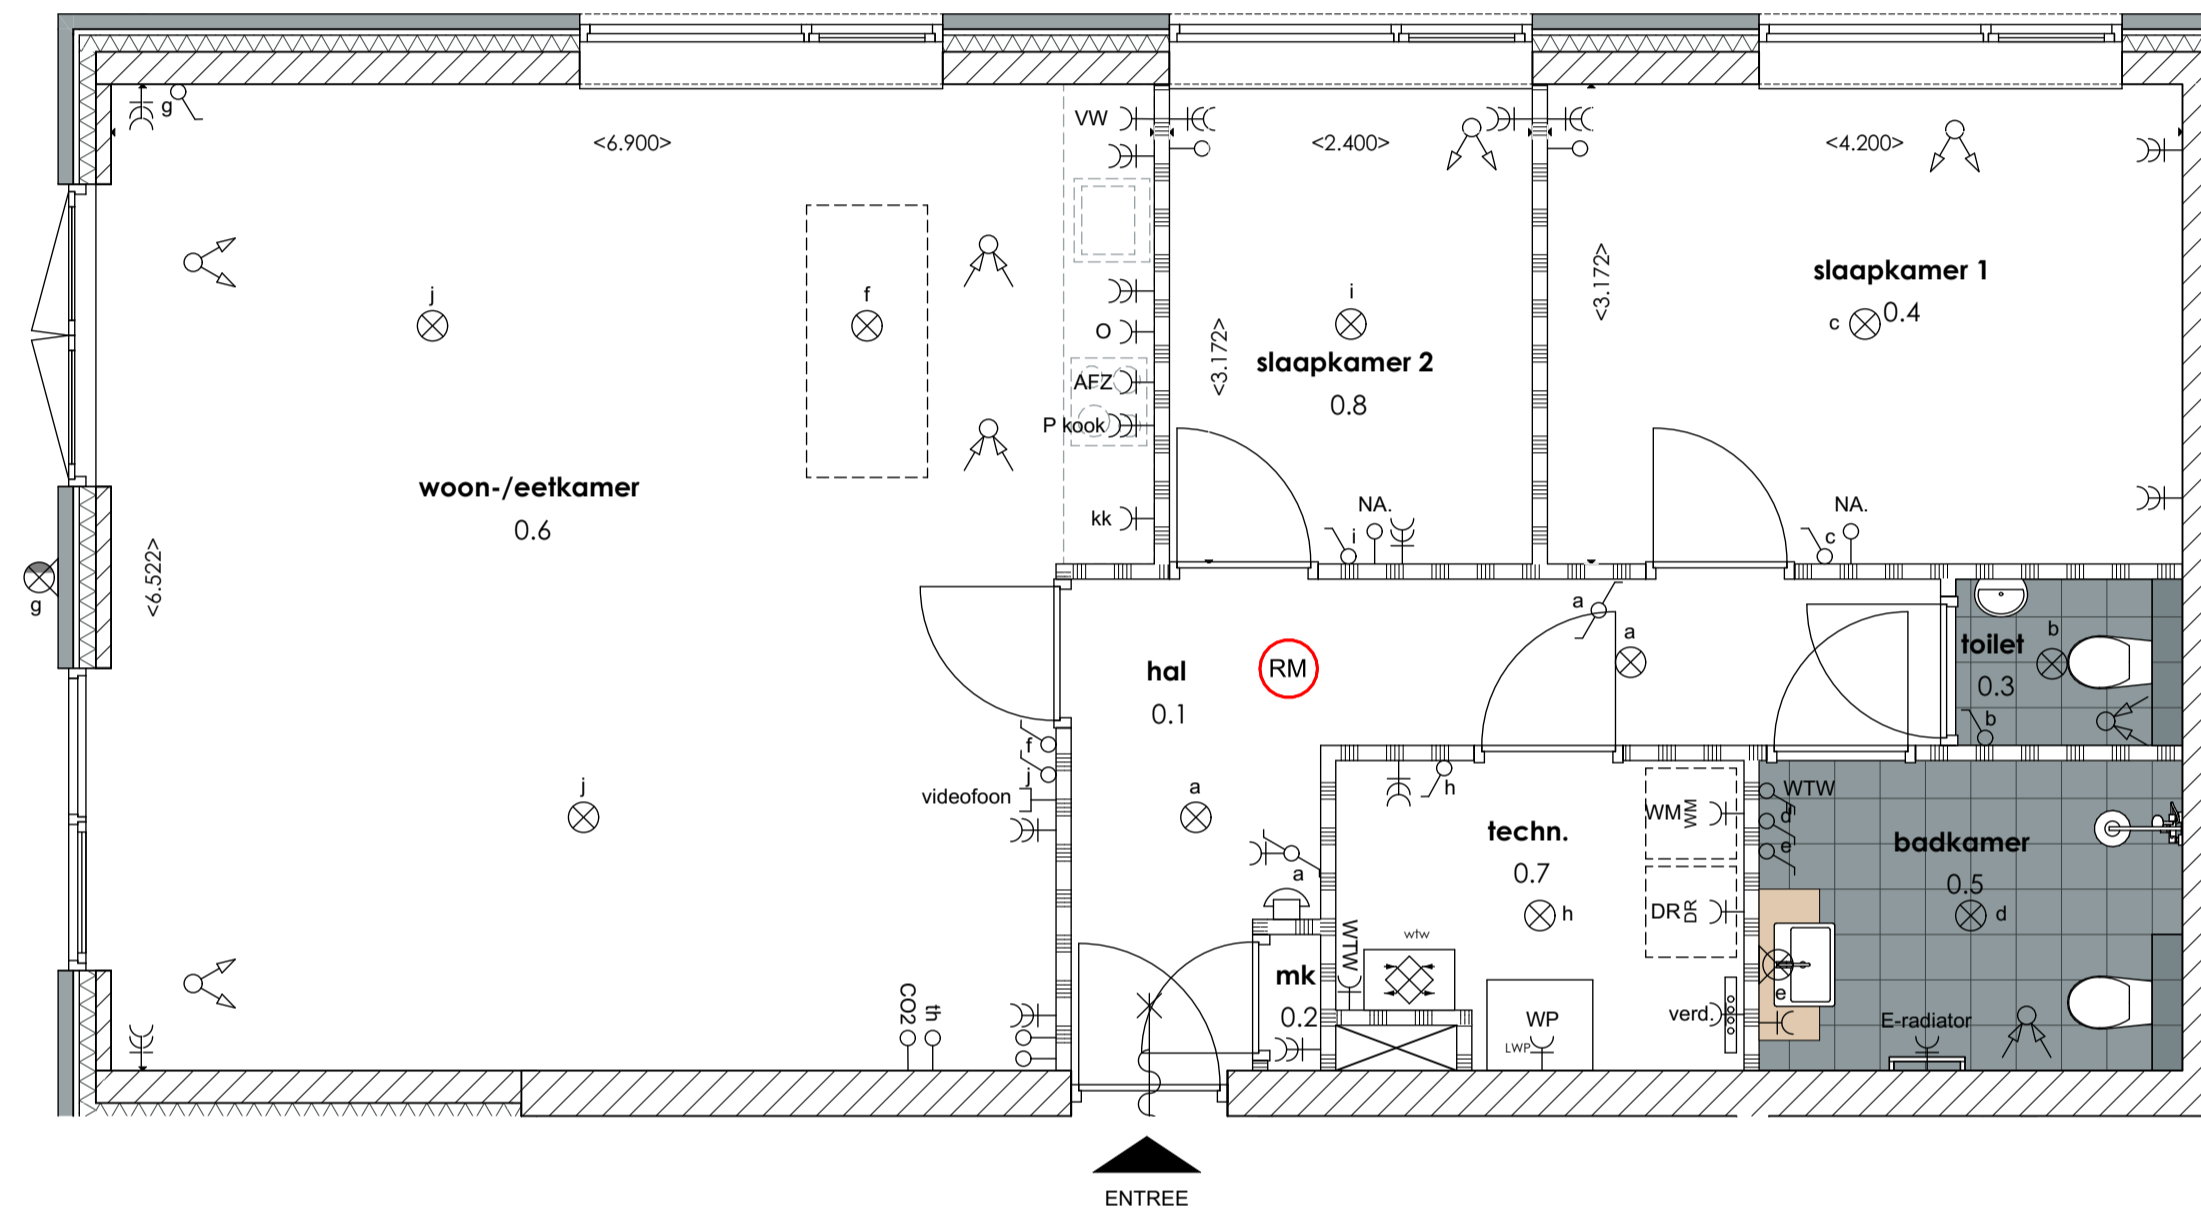 g
VW
<6.900>
<2.400>
<4.200>
j
f
i
slaapkamer 1
c
0.4
<3.172>
<3.172>
O
slaapkamer 2
0.8
AFZ
P kook
woon-/eetkamer
0.6
kk
NA.
i
NA.
c
<6.522>
g
a
a
hal
0.1
RM
toilet
0.3
b
b
f
j
videofoon
j
a
a
h
techn.
0.7
h
WM
WM
DR
DR
WTW
d
e
badkamer
0.5
d
e
E-radiator
WTW
wtw
mk
0.2
WP
LWP
verd.
CO2
th
ENTREE